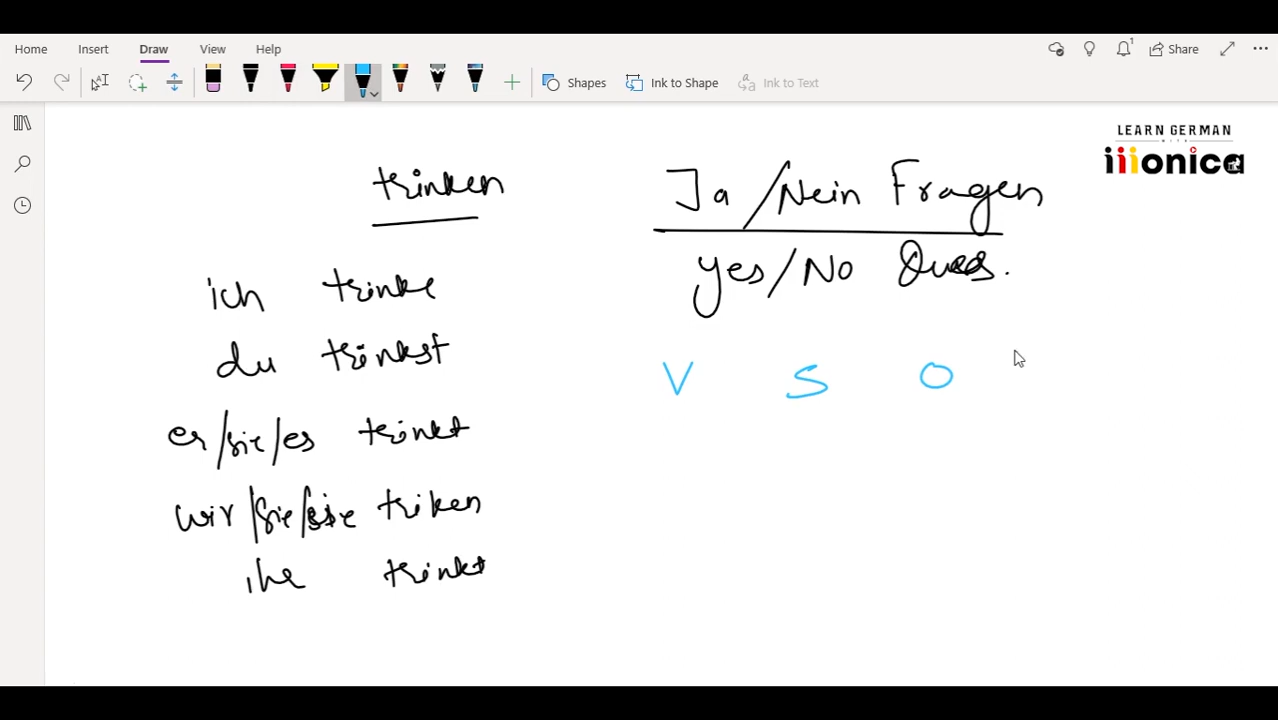 Home Insert Draw View Help
Share
Shapes Ink to Shape Ink to Text
LEARN GERMAN
iiionica
trinken
ich trinke
du trinkst
er/sie/es trinkt
wir/Sie/sie triken
ihr trinkt
Ja/Nein Fragen
yes/No Ques.
V S O